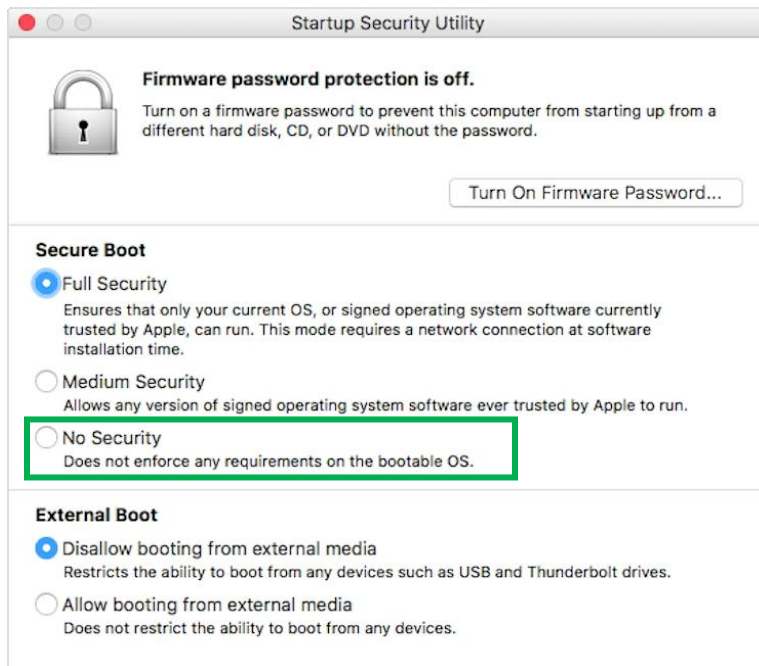 Startup Security Utility
Firmware password protection is off.
Turn on a firmware password to prevent this computer from starting up from a
different hard disk, CD, or DVD without the password.
Turn On Firmware Password...
Secure Boot
Full Security
Ensures that only your current OS, or signed operating system software currently
trusted by Apple, can run. This mode requires a network connection at software
installation time.
Medium Security
Allows any version of signed operating system software ever trusted by Apple to run.
No Security
Does not enforce any requirements on the bootable OS.
External Boot
Disallow booting from external media
Restricts the ability to boot from any devices such as USB and Thunderbolt drives.
Allow booting from external media
Does not restrict the ability to boot from any devices.